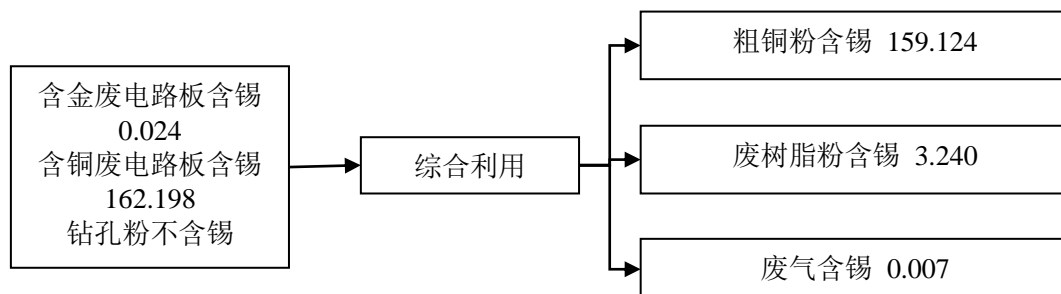 含金废电路板含锡
0.024
含铜废电路板含锡
162.198
钻孔粉不含锡
综合利用
粗铜粉含锡 159.124
废树脂粉含锡 3.240
废气含锡 0.007